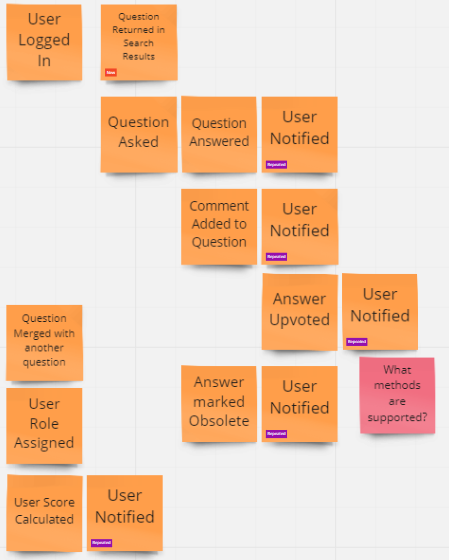 User
Logged
In
Question
Returned in
Search
Results
New
Question
Asked
Question
Answered
User
Notified
Repeated
Comment
Added to
Question
User
Notified
Repeated
Answer
Upvoted
User
Notified
Repeated
Question
Merged with
another
question
What
methods
are
supported?
User
Role
Assigned
Answer
marked
Obsolete
User
Notified
Repeated
User Score
Calculated
User
Notified
Repeated